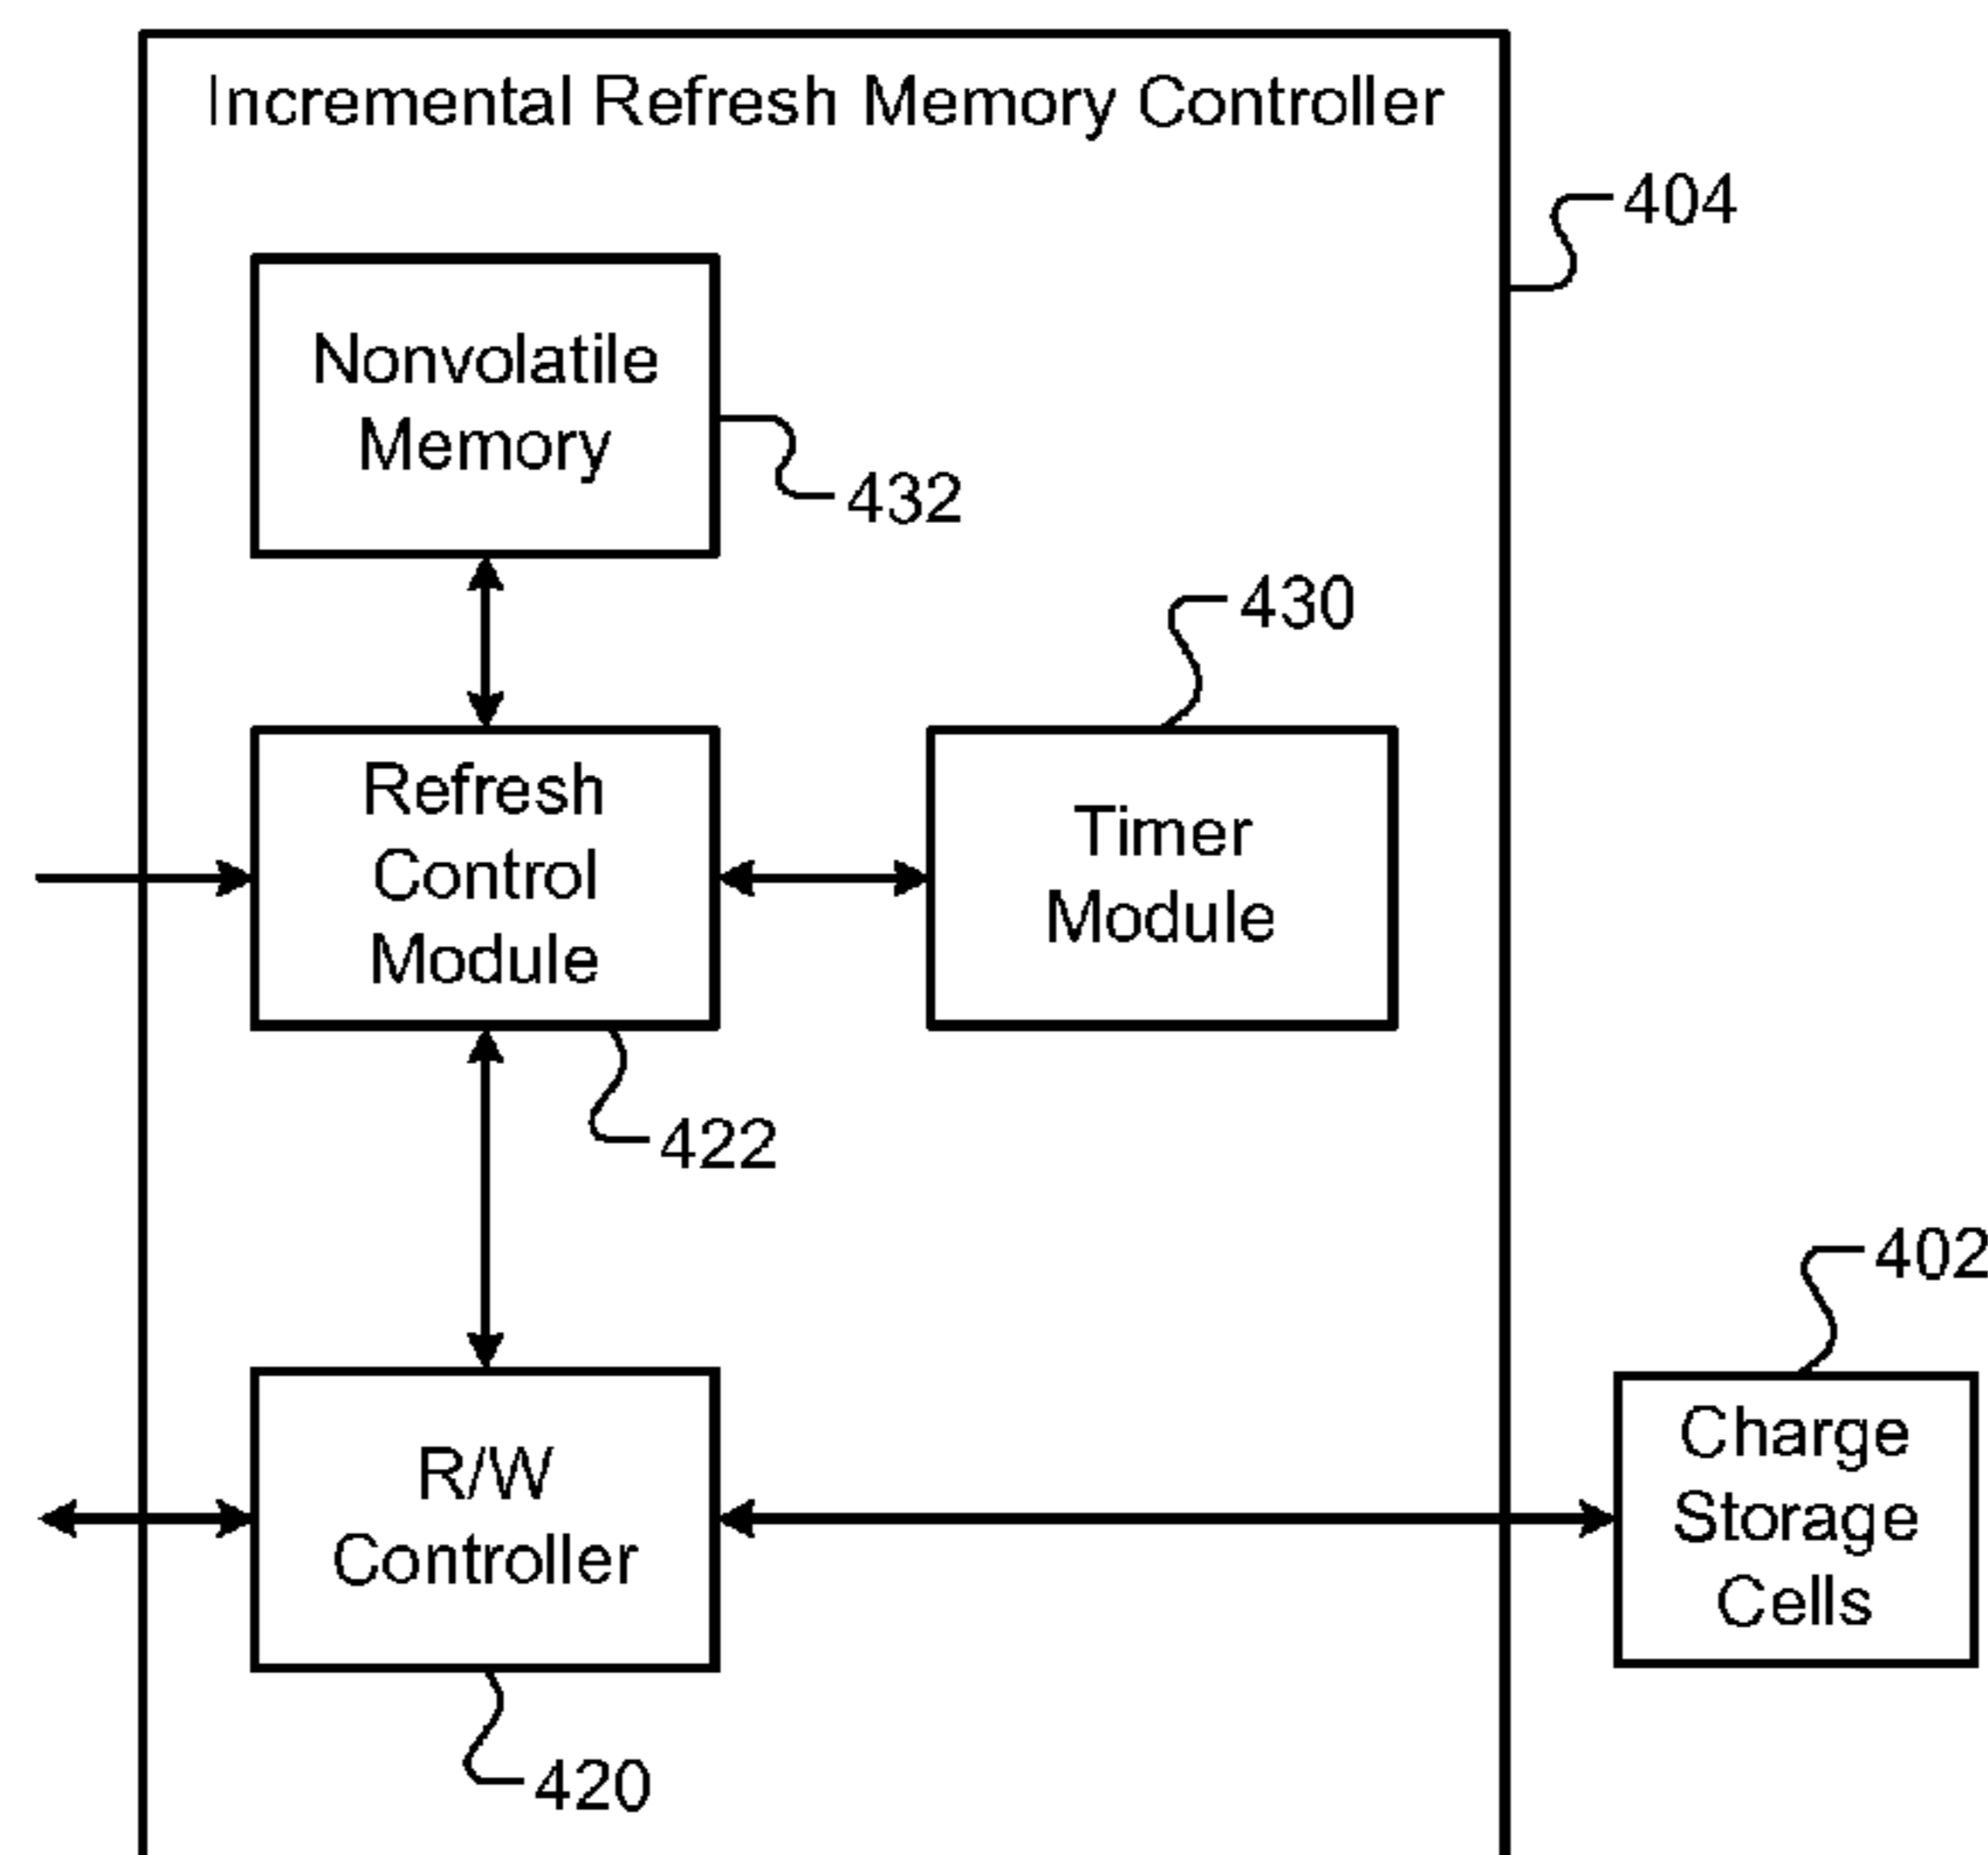 Incremental Refresh Memory Controller
404
Nonvolatile
Memory
432
430
Refresh
Control
Module
Timer
Module
422
402
R/W
Controller
Charge
Storage
Cells
420